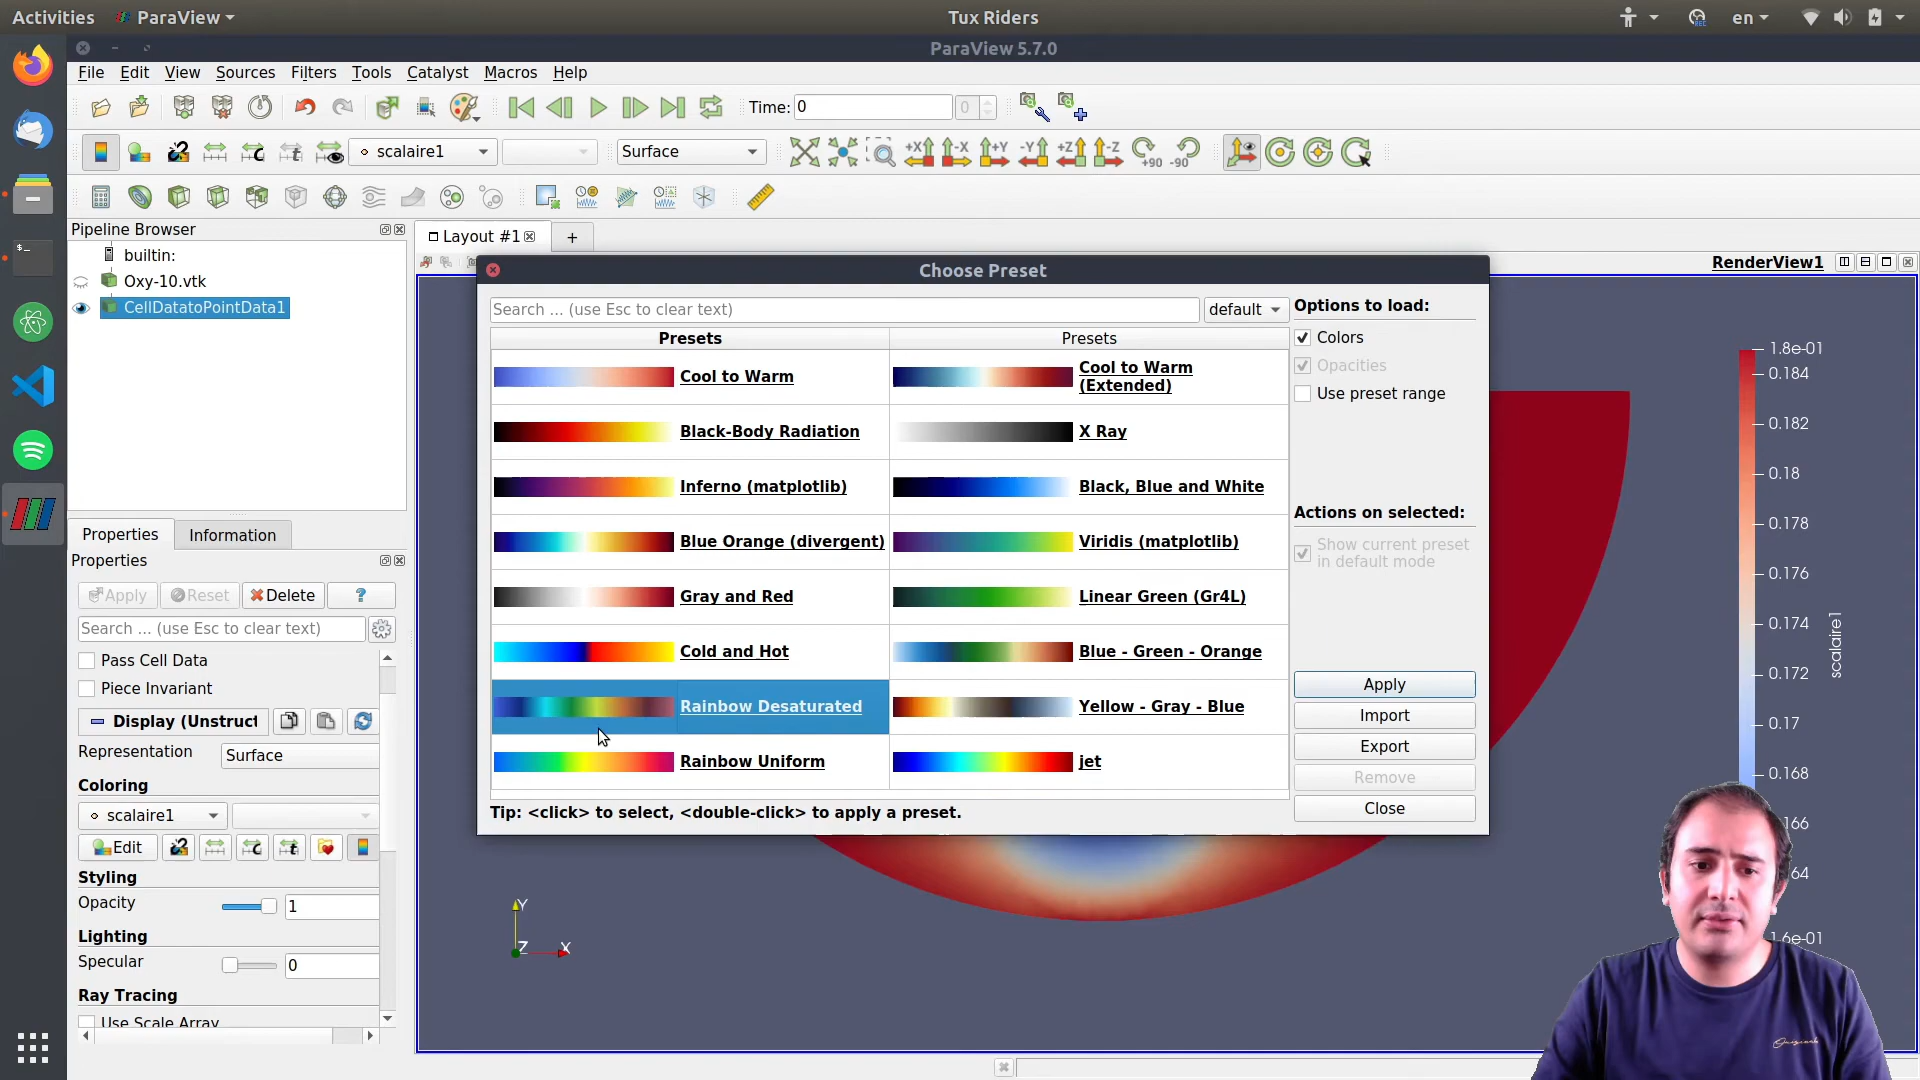 Activities
ParaView
Tux Riders
en
ParaView 5.7.0
File Edit View Sources Filters Tools Catalyst Macros Help
Time: 0
0
scalaire1
Surface
+X -X +Y -Y +Z -Z +90 -90
Pipeline Browser
builtin:
Oxy-10.vtk
CellDatatoPointData1
Layout #1
+
RenderView1
Choose Preset
Search ... (use Esc to clear text)
default
Options to load:
Colors
Opacities
Use preset range
Presets
Presets
Cool to Warm
Cool to Warm
(Extended)
Black-Body Radiation
X Ray
Inferno (matplotlib)
Black, Blue and White
Blue Orange (divergent)
Viridis (matplotlib)
Gray and Red
Linear Green (Gr4L)
Cold and Hot
Blue - Green - Orange
Rainbow Desaturated
Yellow - Gray - Blue
Rainbow Uniform
jet
Tip: <click> to select, <double-click> to apply a preset.
Actions on selected:
Show current preset
in default mode
Apply
Import
Export
Remove
Close
Properties
Information
Properties
Apply
Reset
Delete
?
Search ... (use Esc to clear text)
Pass Cell Data
Piece Invariant
Display (Unstruct
Representation
Surface
Coloring
scalaire1
Edit
Styling
Opacity
1
Lighting
Specular
0
Ray Tracing
Use Scale Array
1.8e-01
0.184
0.182
0.18
0.178
0.176
0.174
0.172
0.17
0.168
166
64
1.6e-01
scalaire1
Y
Z
X